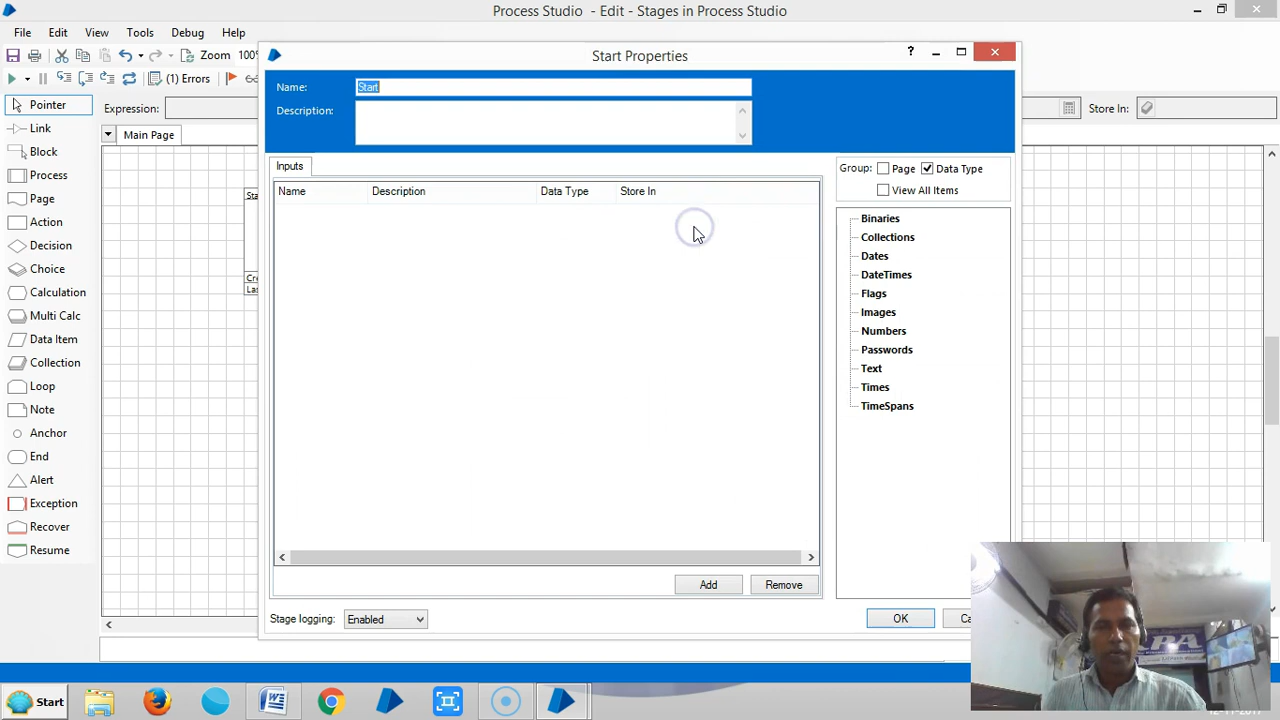 Process Studio - Edit - Stages in Process Studio
File Edit View Tools Debug Help
Zoom 100%
(1) Errors
Start Properties
Name: Start
Description:
Pointer
Expression:
Store In:
Link
Main Page
Block
Process
Page
Action
Decision
Choice
Calculation
Multi Calc
Data Item
Collection
Loop
Note
Anchor
End
Alert
Exception
Recover
Resume
Inputs
Name Description Data Type Store In
Group: Page Data Type
View All Items
Binaries
Collections
Dates
DateTimes
Flags
Images
Numbers
Passwords
Text
Times
TimeSpans
Add Remove
Stage logging: Enabled
OK
Start